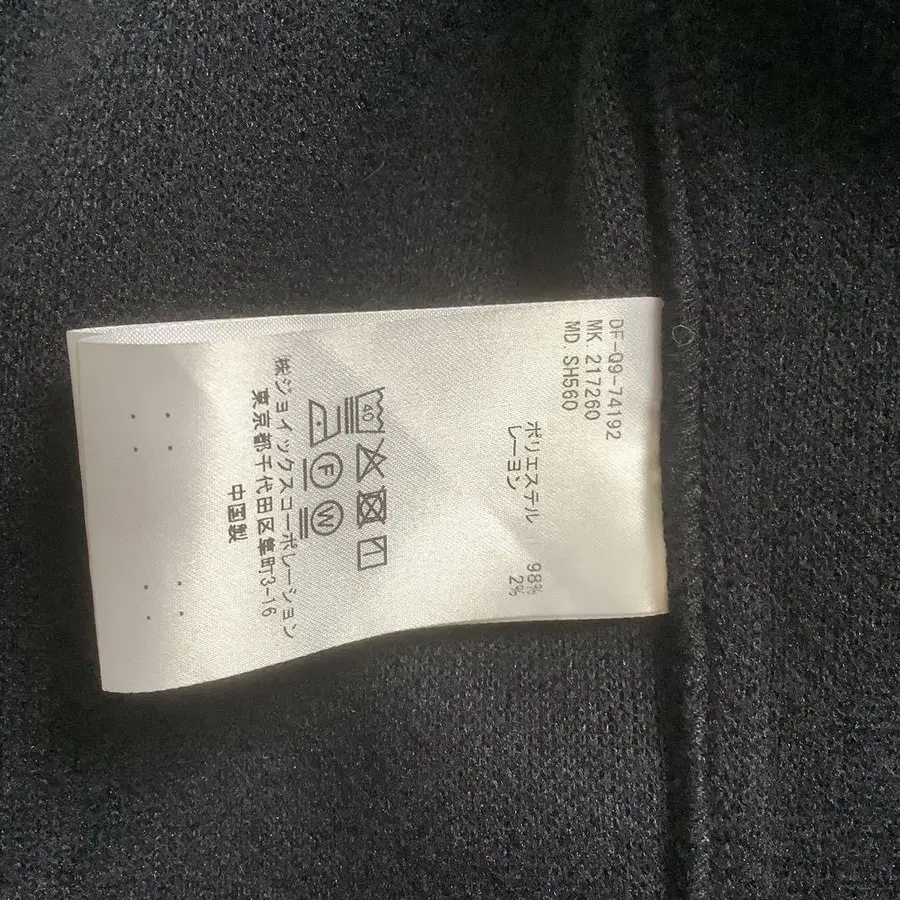 DF-Q9-74192
MK 217260
MD SH560
ポリエステル 98%
レーヨン 2%
40
F W
㈱ジョイックスコーポレーション
東京都千代田区隼町3-16
中国製